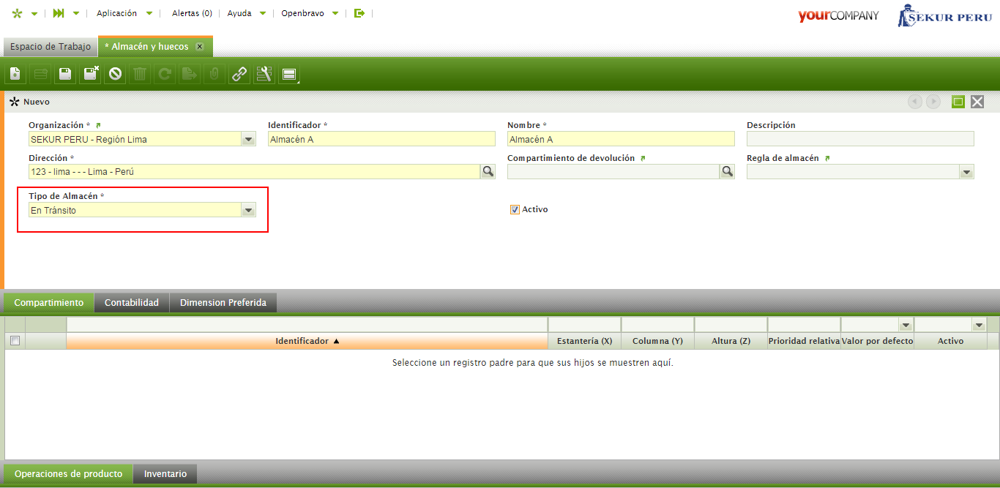 Aplicación Alertas (0) Ayuda Openbravo yourCOMPANY SEKUR PERU
Espacio de Trabajo * Almacén y huecos
Nuevo
Organización * Identificador * Nombre * Descripción
SEKUR PERU - Región Lima Almacén A Almacén A
Dirección * Compartimiento de devolución Regla de almacén
123 - lima - - - Lima - Perú
Tipo de Almacén *
En Tránsito Activo
Compartimiento Contabilidad Dimension Preferida
Identificador Estantería (X) Columna (Y) Altura (Z) Prioridad relativa Valor por defecto Activo
Seleccione un registro padre para que sus hijos se muestren aquí.
Operaciones de producto Inventario